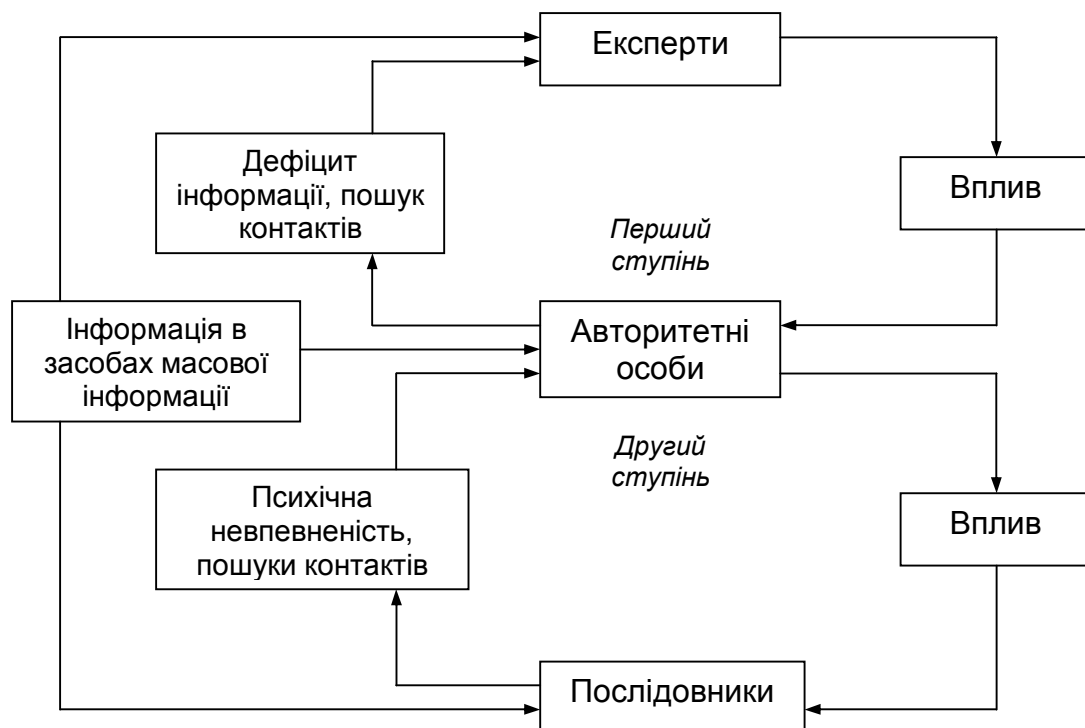 Експерти
Дефіцит
інформації, пошук
контактів
Вплив
Перший
ступінь
Інформація в
засобах масової
інформації
Авторитетні
особи
Другий
ступінь
Психічна
невпевненість,
пошуки контактів
Вплив
Послідовники